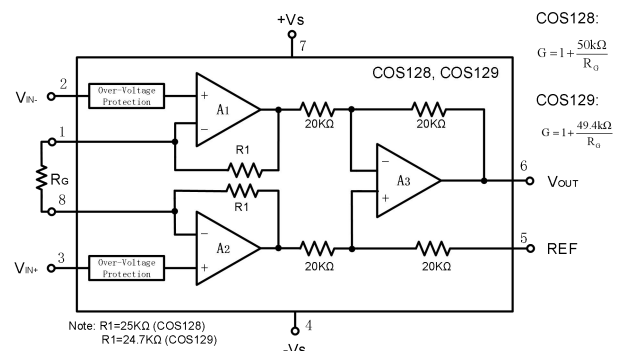 +Vs
7
COS128:
G = 1 + 50kΩ / RG
COS128, COS129
COS129:
G = 1 + 49.4kΩ / RG
2
VIN-
Over-Voltage
Protection
+
A1
−
20KΩ
20KΩ
1
R1
RG
−
A3
+
6
VOUT
8
R1
−
A2
+
5
REF
3
VIN+
Over-Voltage
Protection
20KΩ
20KΩ
Note: R1=25KΩ (COS128)
R1=24.7KΩ (COS129)
4
-Vs